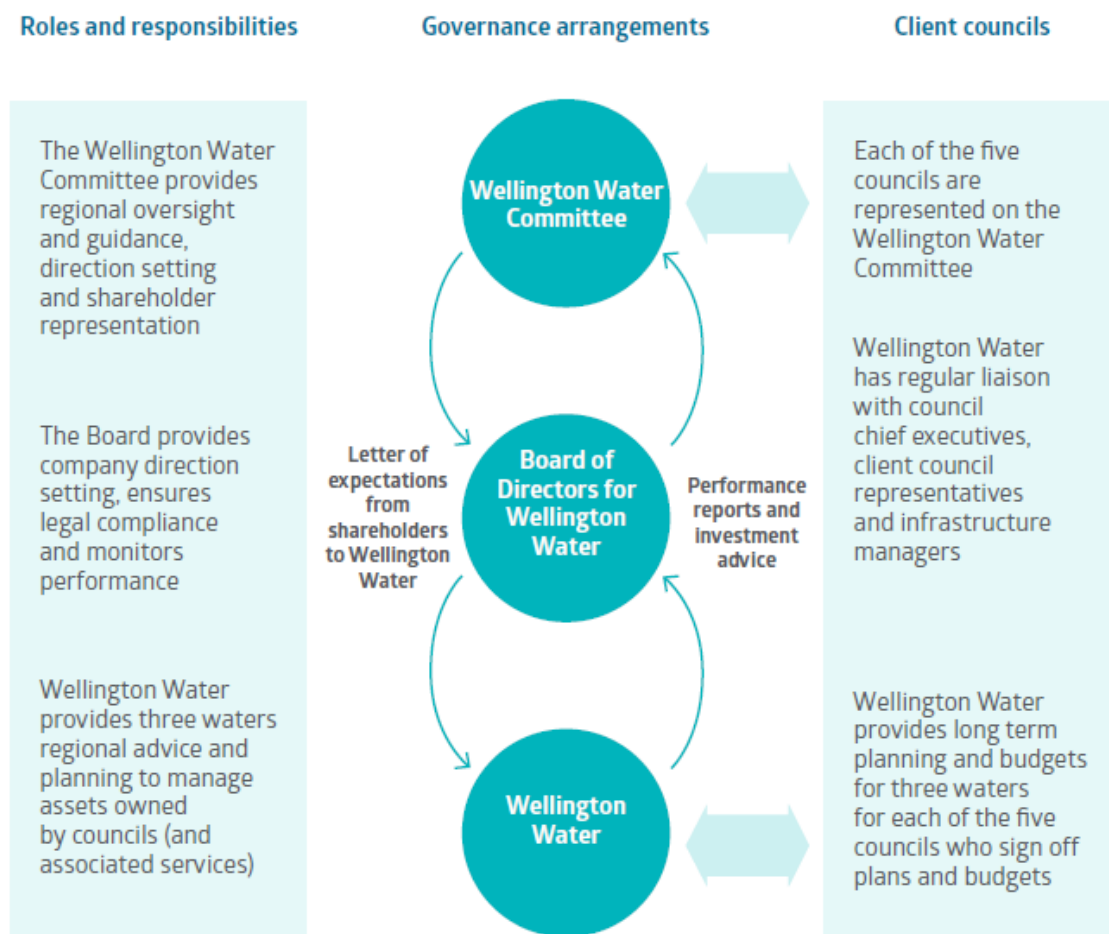 Roles and responsibilities
Governance arrangements
Client councils
The Wellington Water
Committee provides
regional oversight
and guidance,
direction setting
and shareholder
representation
The Board provides
company direction
setting, ensures
legal compliance
and monitors
performance
Wellington Water
provides three waters
regional advice and
planning to manage
assets owned
by councils (and
associated services)
Wellington Water
Committee
Letter of
expectations
from
shareholders
to Wellington
Water
Board of
Directors for
Wellington
Water
Performance
reports and
investment
advice
Wellington
Water
Each of the five
councils are
represented on the
Wellington Water
Committee
Wellington Water
has regular liaison
with council
chief executives,
client council
representatives
and infrastructure
managers
Wellington Water
provides long term
planning and budgets
for three waters
for each of the five
councils who sign off
plans and budgets